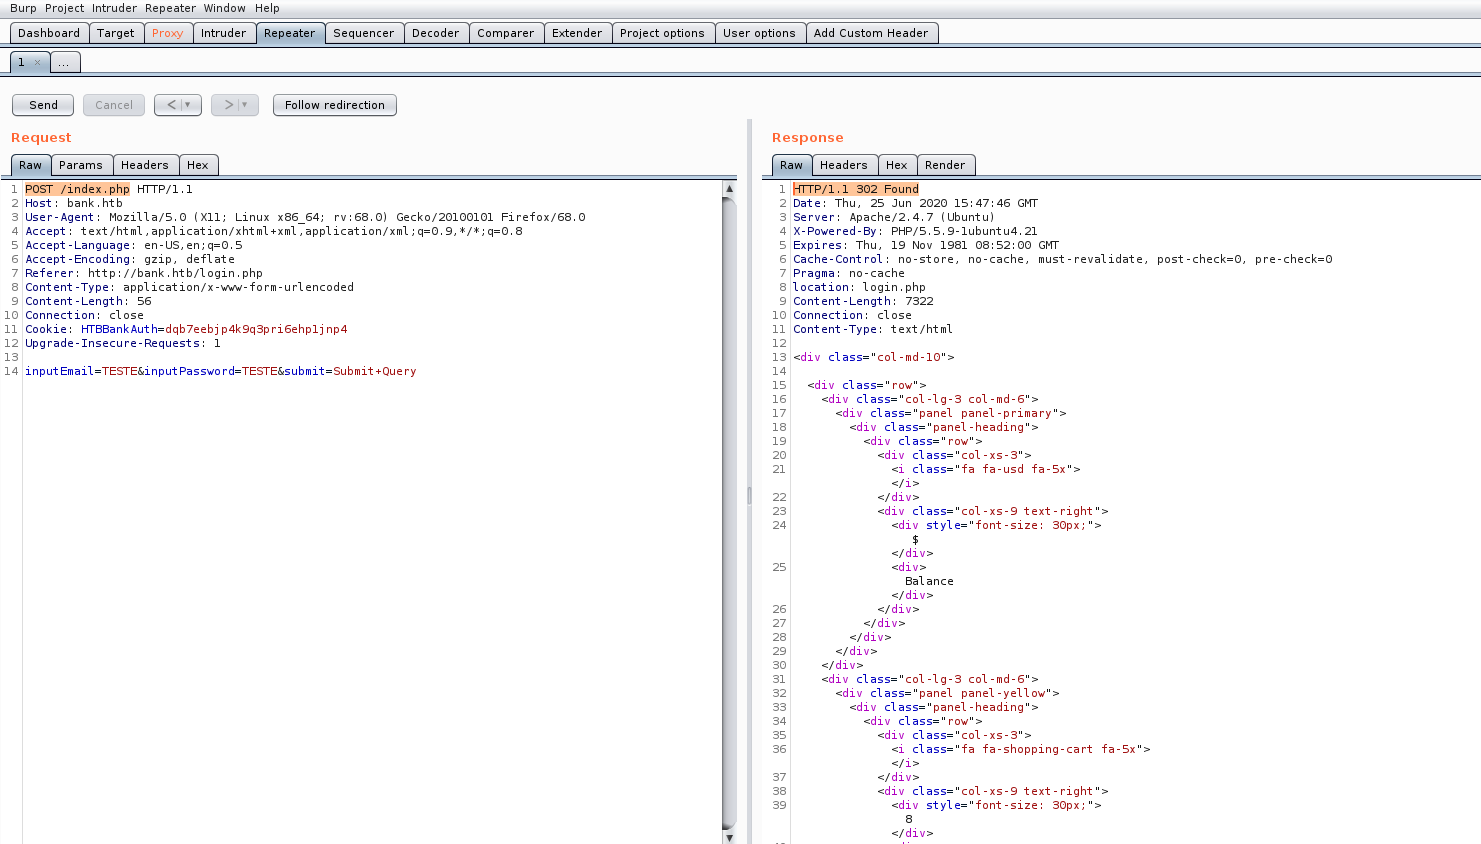 Burp Project Intruder Repeater Window Help
Dashboard Target Proxy Intruder Repeater Sequencer Decoder Comparer Extender Project options User options Add Custom Header
1 × ...
Send Cancel < ▼ > ▼ Follow redirection
Request
Raw Params Headers Hex
1 POST /index.php HTTP/1.1
2 Host: bank.htb
3 User-Agent: Mozilla/5.0 (X11; Linux x86_64; rv:68.0) Gecko/20100101 Firefox/68.0
4 Accept: text/html,application/xhtml+xml,application/xml;q=0.9,*/*;q=0.8
5 Accept-Language: en-US,en;q=0.5
6 Accept-Encoding: gzip, deflate
7 Referer: http://bank.htb/login.php
8 Content-Type: application/x-www-form-urlencoded
9 Content-Length: 56
10 Connection: close
11 Cookie: HTBBankAuth=dqb7eebjp4k9q3pri6ehp1jnp4
12 Upgrade-Insecure-Requests: 1
13
14 inputEmail=TESTE&inputPassword=TESTE&submit=Submit+Query
Response
Raw Headers Hex Render
1 HTTP/1.1 302 Found
2 Date: Thu, 25 Jun 2020 15:47:46 GMT
3 Server: Apache/2.4.7 (Ubuntu)
4 X-Powered-By: PHP/5.5.9-1ubuntu4.21
5 Expires: Thu, 19 Nov 1981 08:52:00 GMT
6 Cache-Control: no-store, no-cache, must-revalidate, post-check=0, pre-check=0
7 Pragma: no-cache
8 location: login.php
9 Content-Length: 7322
10 Connection: close
11 Content-Type: text/html
12
13 <div class="col-md-10">
14
15 <div class="row">
16 <div class="col-lg-3 col-md-6">
17 <div class="panel panel-primary">
18 <div class="panel-heading">
19 <div class="row">
20 <div class="col-xs-3">
21 <i class="fa fa-usd fa-5x">
</i>
22 </div>
23 <div class="col-xs-9 text-right">
24 <div style="font-size: 30px;">
$
</div>
25 <div>
Balance
</div>
26 </div>
27 </div>
28 </div>
29 </div>
30 </div>
31 <div class="col-lg-3 col-md-6">
32 <div class="panel panel-yellow">
33 <div class="panel-heading">
34 <div class="row">
35 <div class="col-xs-3">
36 <i class="fa fa-shopping-cart fa-5x">
</i>
37 </div>
38 <div class="col-xs-9 text-right">
39 <div style="font-size: 30px;">
8
</div>